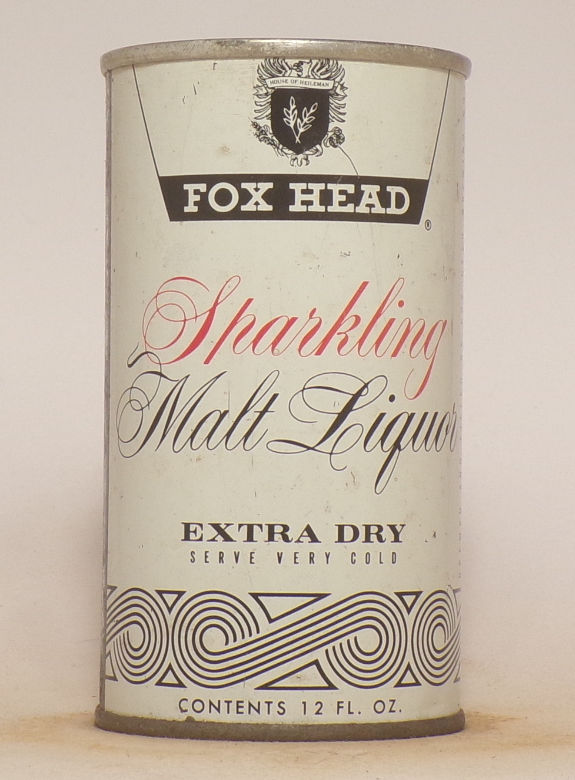 HOUSE OF HEILEMAN
FOX HEAD
®
Sparkling
Malt Liquor
EXTRA DRY
SERVE VERY COLD
CONTENTS 12 FL. OZ.